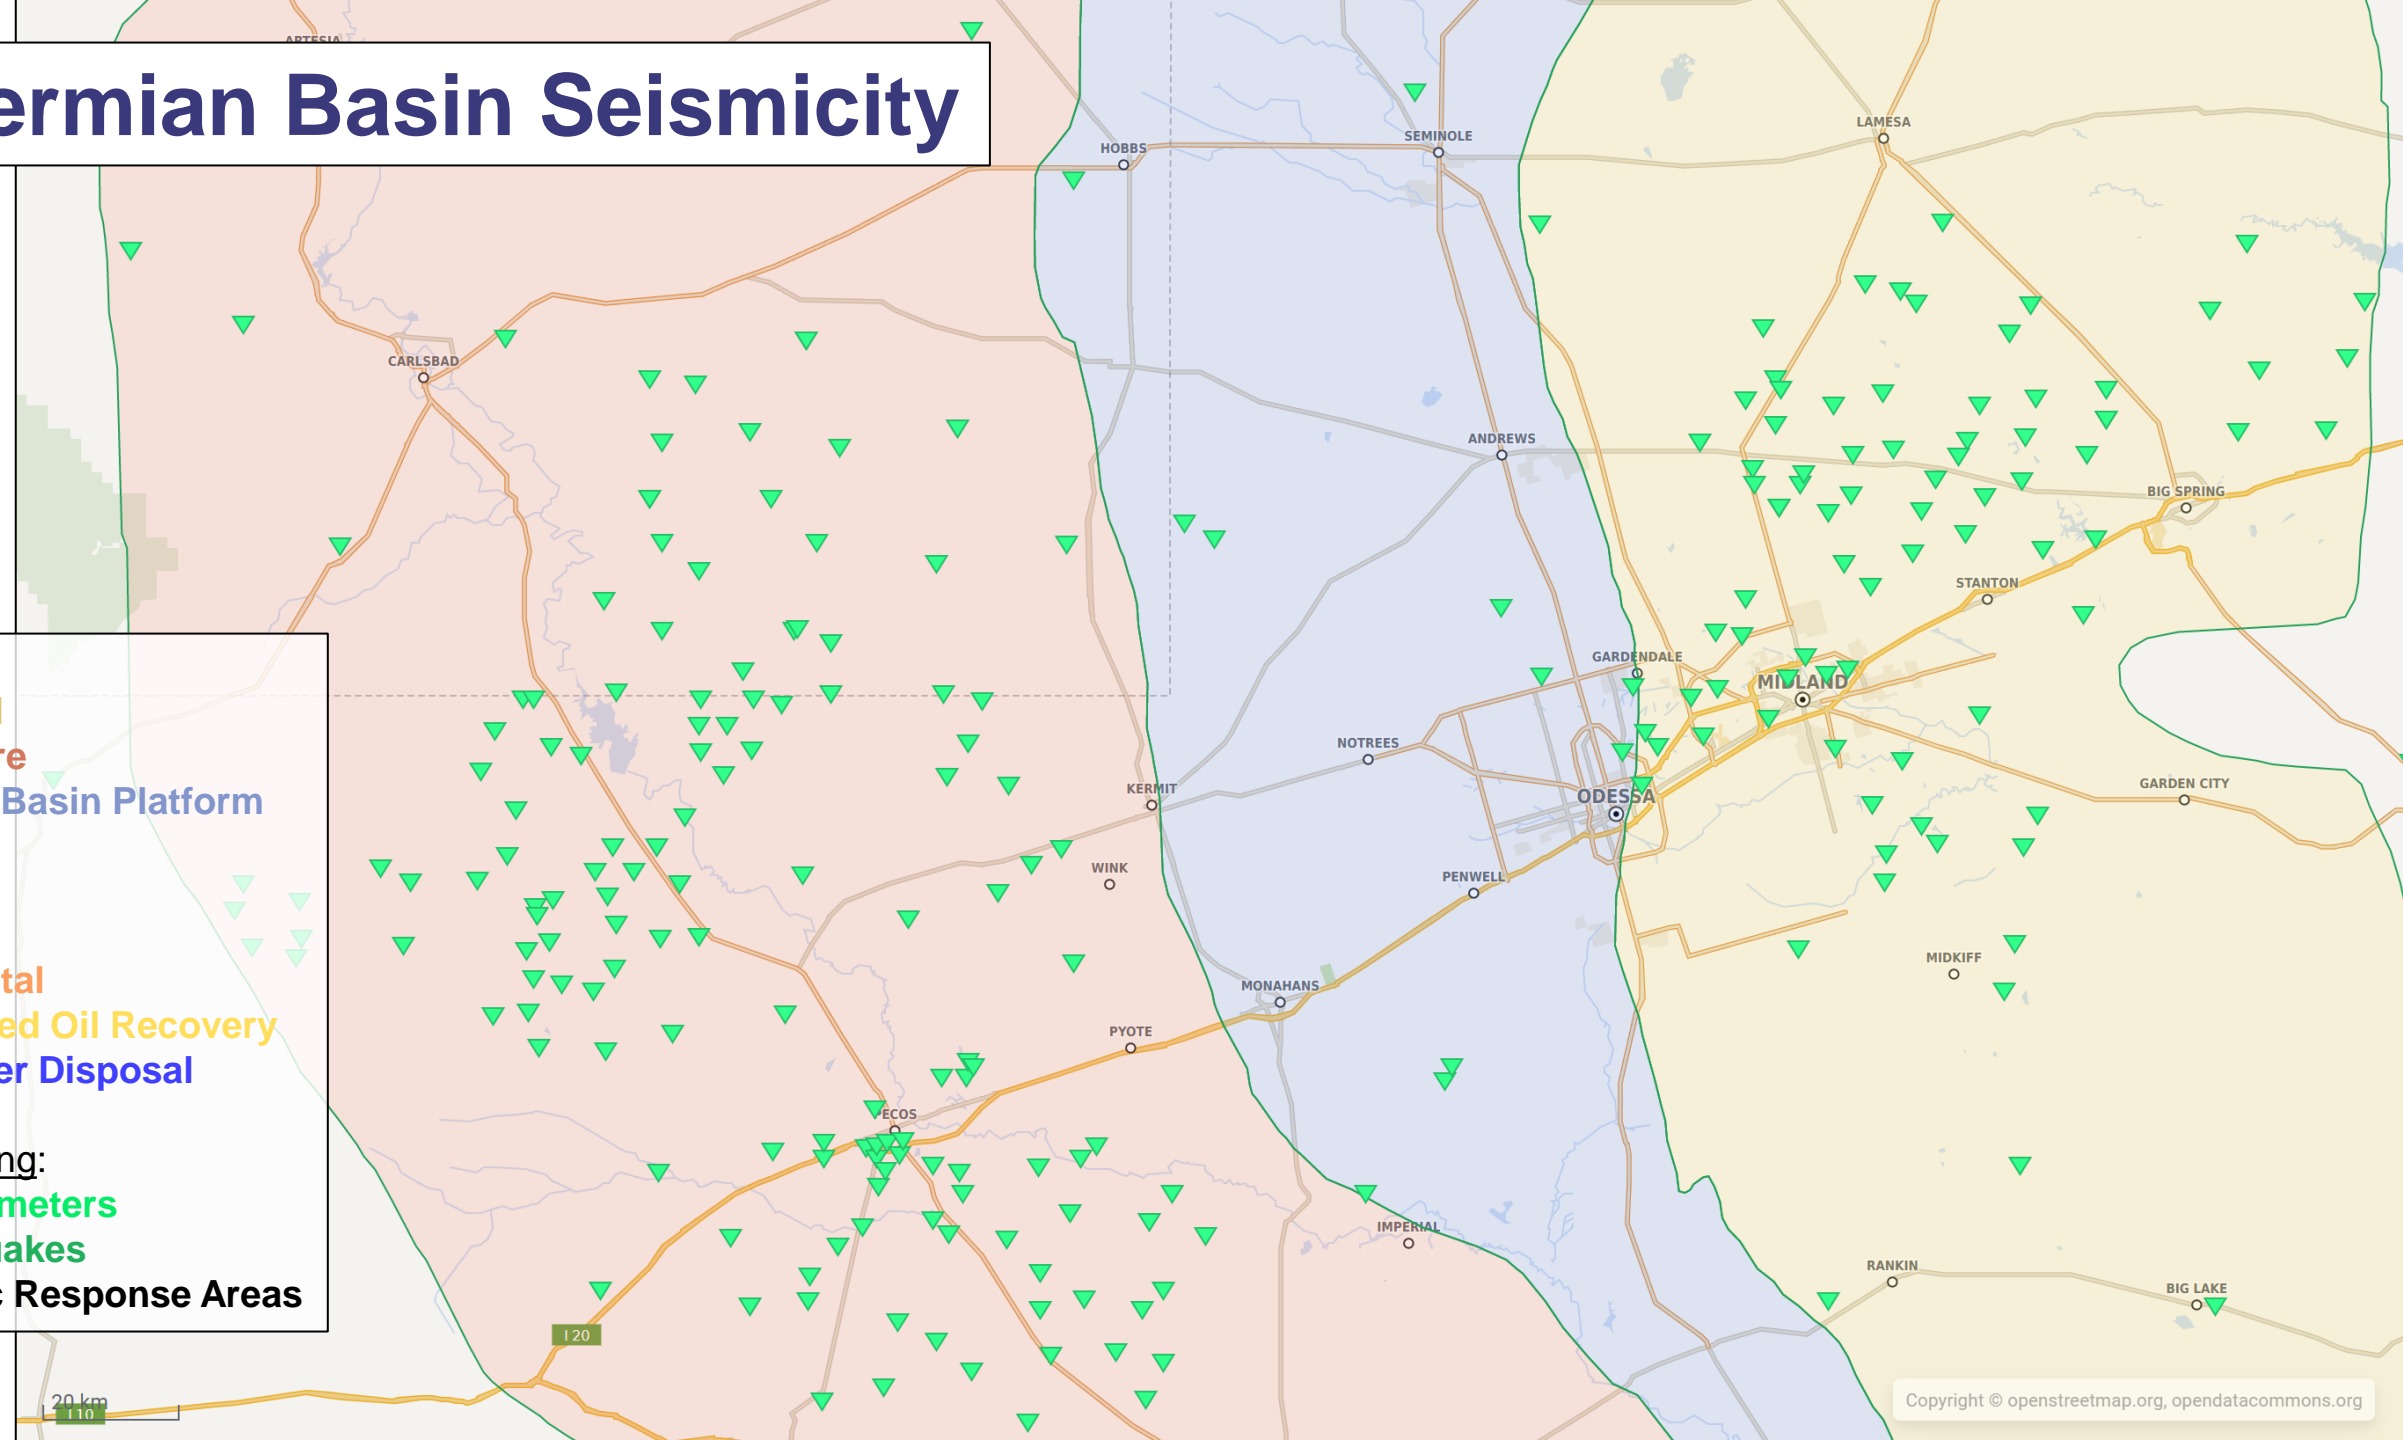 ARTESIA
ermian Basin Seismicity
HOBBS
SEMINOLE
LAMESA
CARLSBAD
ANDREWS
BIG SPRING
STANTON
GARDENDALE
MIDLAND
NOTREES
KERMIT
ODESSA
GARDEN CITY
WINK
PENWELL
MIDKIFF
MONAHANS
PYOTE
PECOS
IMPERIAL
RANKIN
BIG LAKE
re
Basin Platform
tal
ed Oil Recovery
er Disposal
ng:
meters
uakes
c Response Areas
I 20
20 km
I 10
Copyright © openstreetmap.org, opendatacommons.org